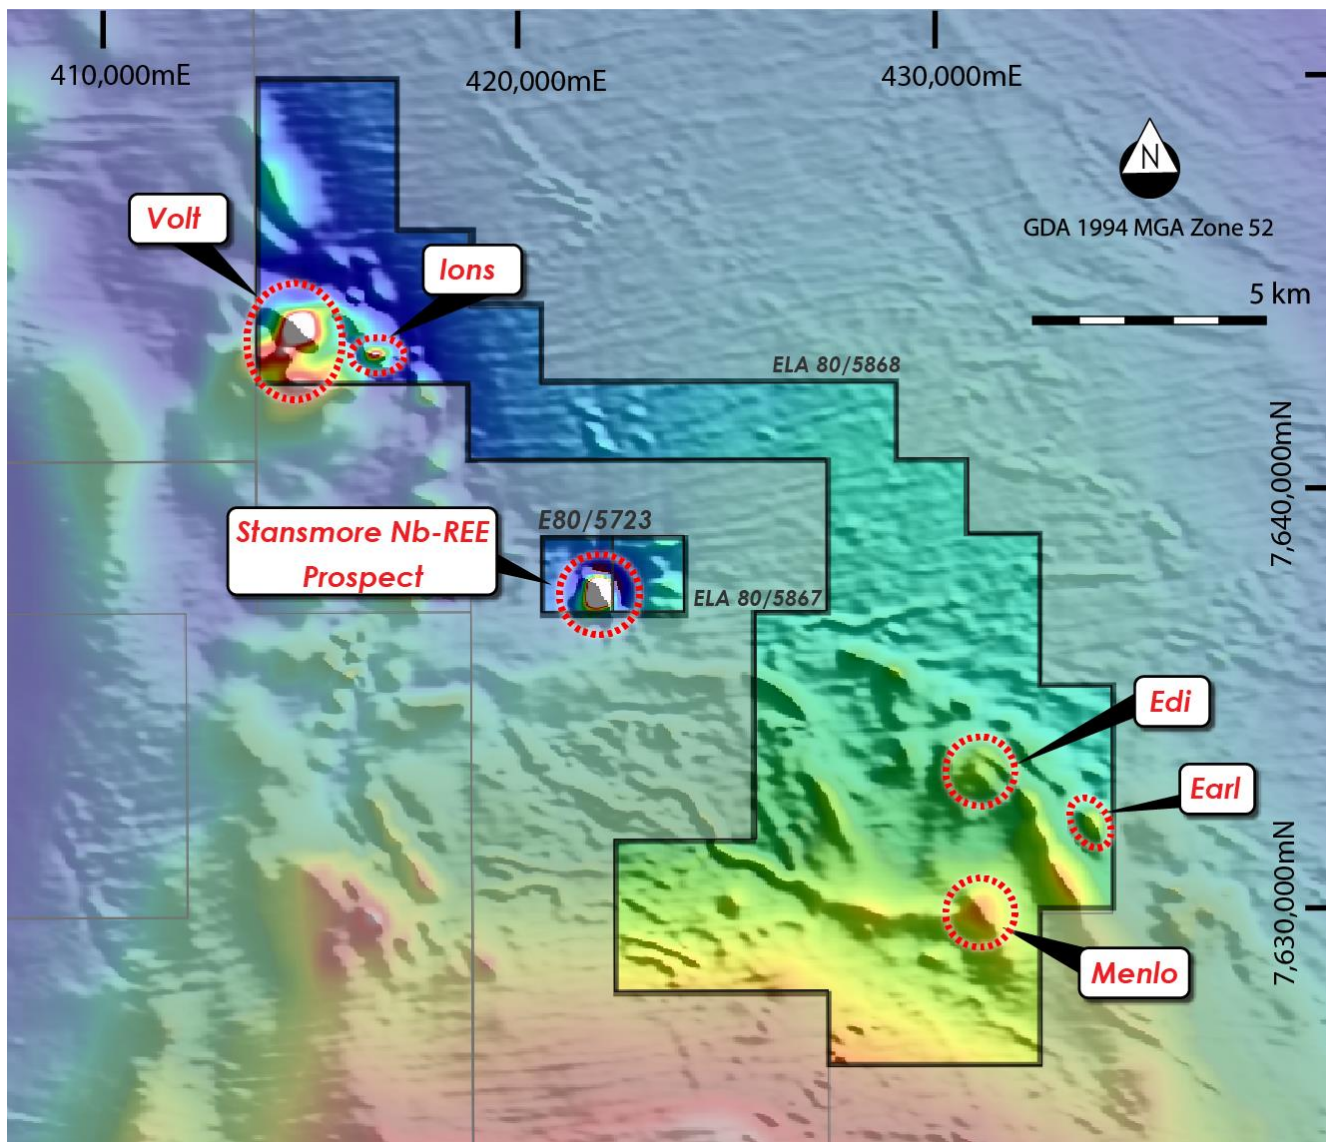 410,000mE
420,000mE
430,000mE
N
GDA 1994 MGA Zone 52
Volt
Ions
5 km
ELA 80/5868
7,640,000mN
Stansmore Nb-REE
Prospect
E80/5723
ELA 80/5867
Edi
Earl
7,630,000mN
Menlo